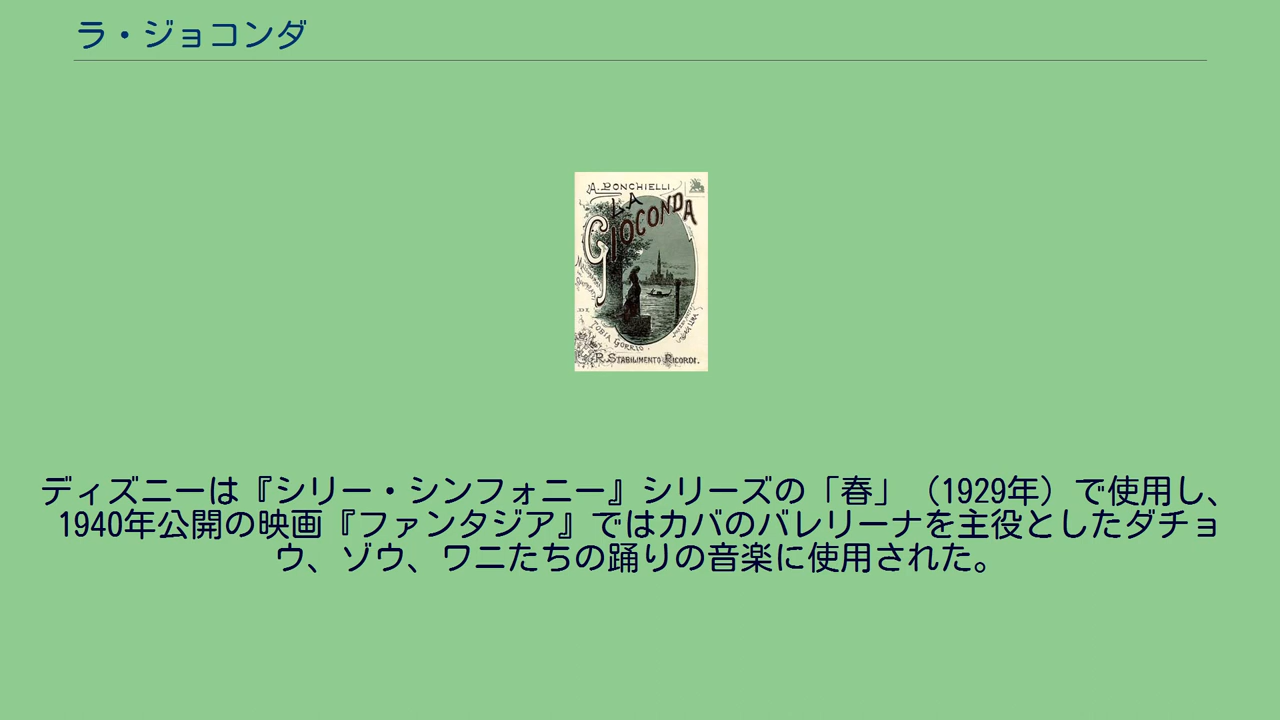 ラ・ジョコンダ
A. PONCHIELLI.
LA
GIOCONDA
DI
TOBIA GORRIO.
R. STABILIMENTO RICORDI.
ディズニーは『シリー・シンフォニー』シリーズの「春」（1929年）で使用し、
1940年公開の映画『ファンタジア』ではカバのバレリーナを主役としたダチョ
ウ、ゾウ、ワニたちの踊りの音楽に使用された。